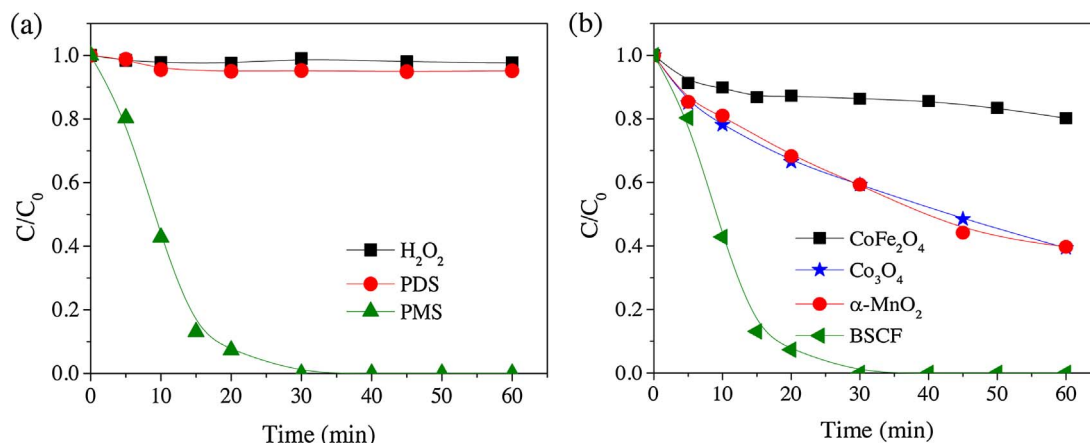 (a)
1.0
0.8
0.6
0.4
0.2
0.0
C/C₀
H₂O₂
PDS
PMS
0 10 20 30 40 50 60
Time (min)
(b)
1.0
0.8
0.6
0.4
0.2
0.0
C/C₀
CoFe₂O₄
Co₃O₄
α-MnO₂
BSCF
0 10 20 30 40 50 60
Time (min)